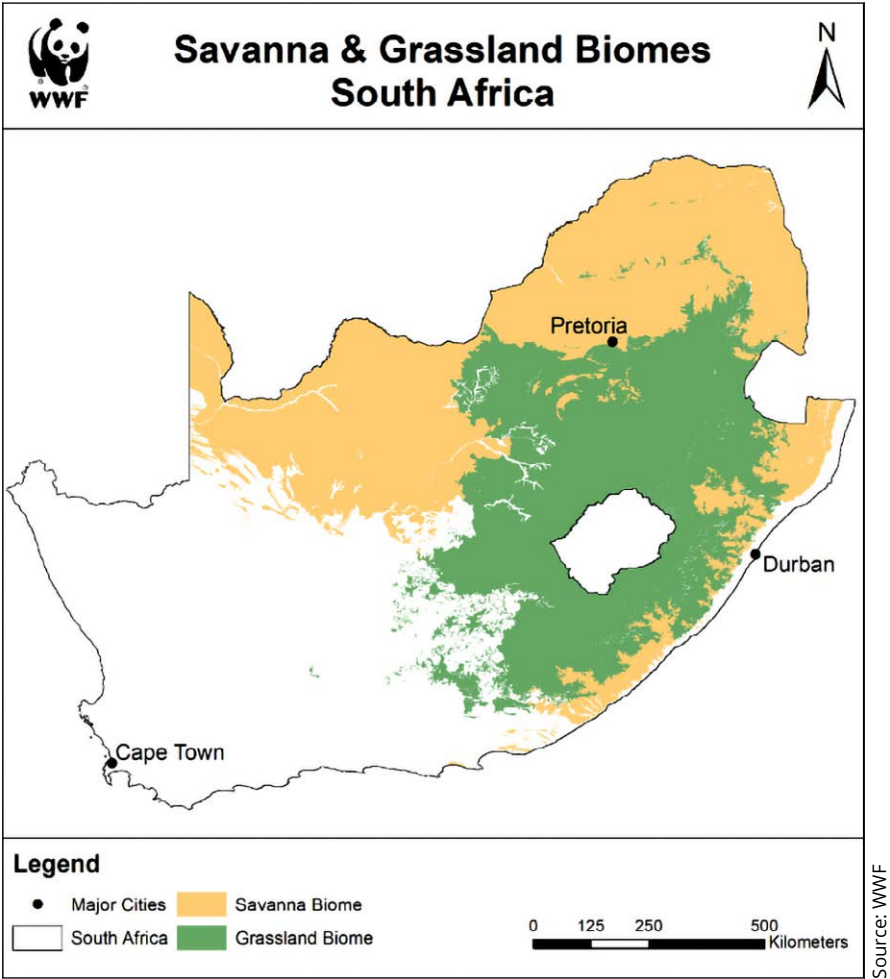 WWF
Savanna & Grassland Biomes
South Africa
N
Pretoria
Durban
Cape Town
Legend
Major Cities
Savanna Biome
South Africa
Grassland Biome
0 125 250 500
Kilometers
Source: WWF